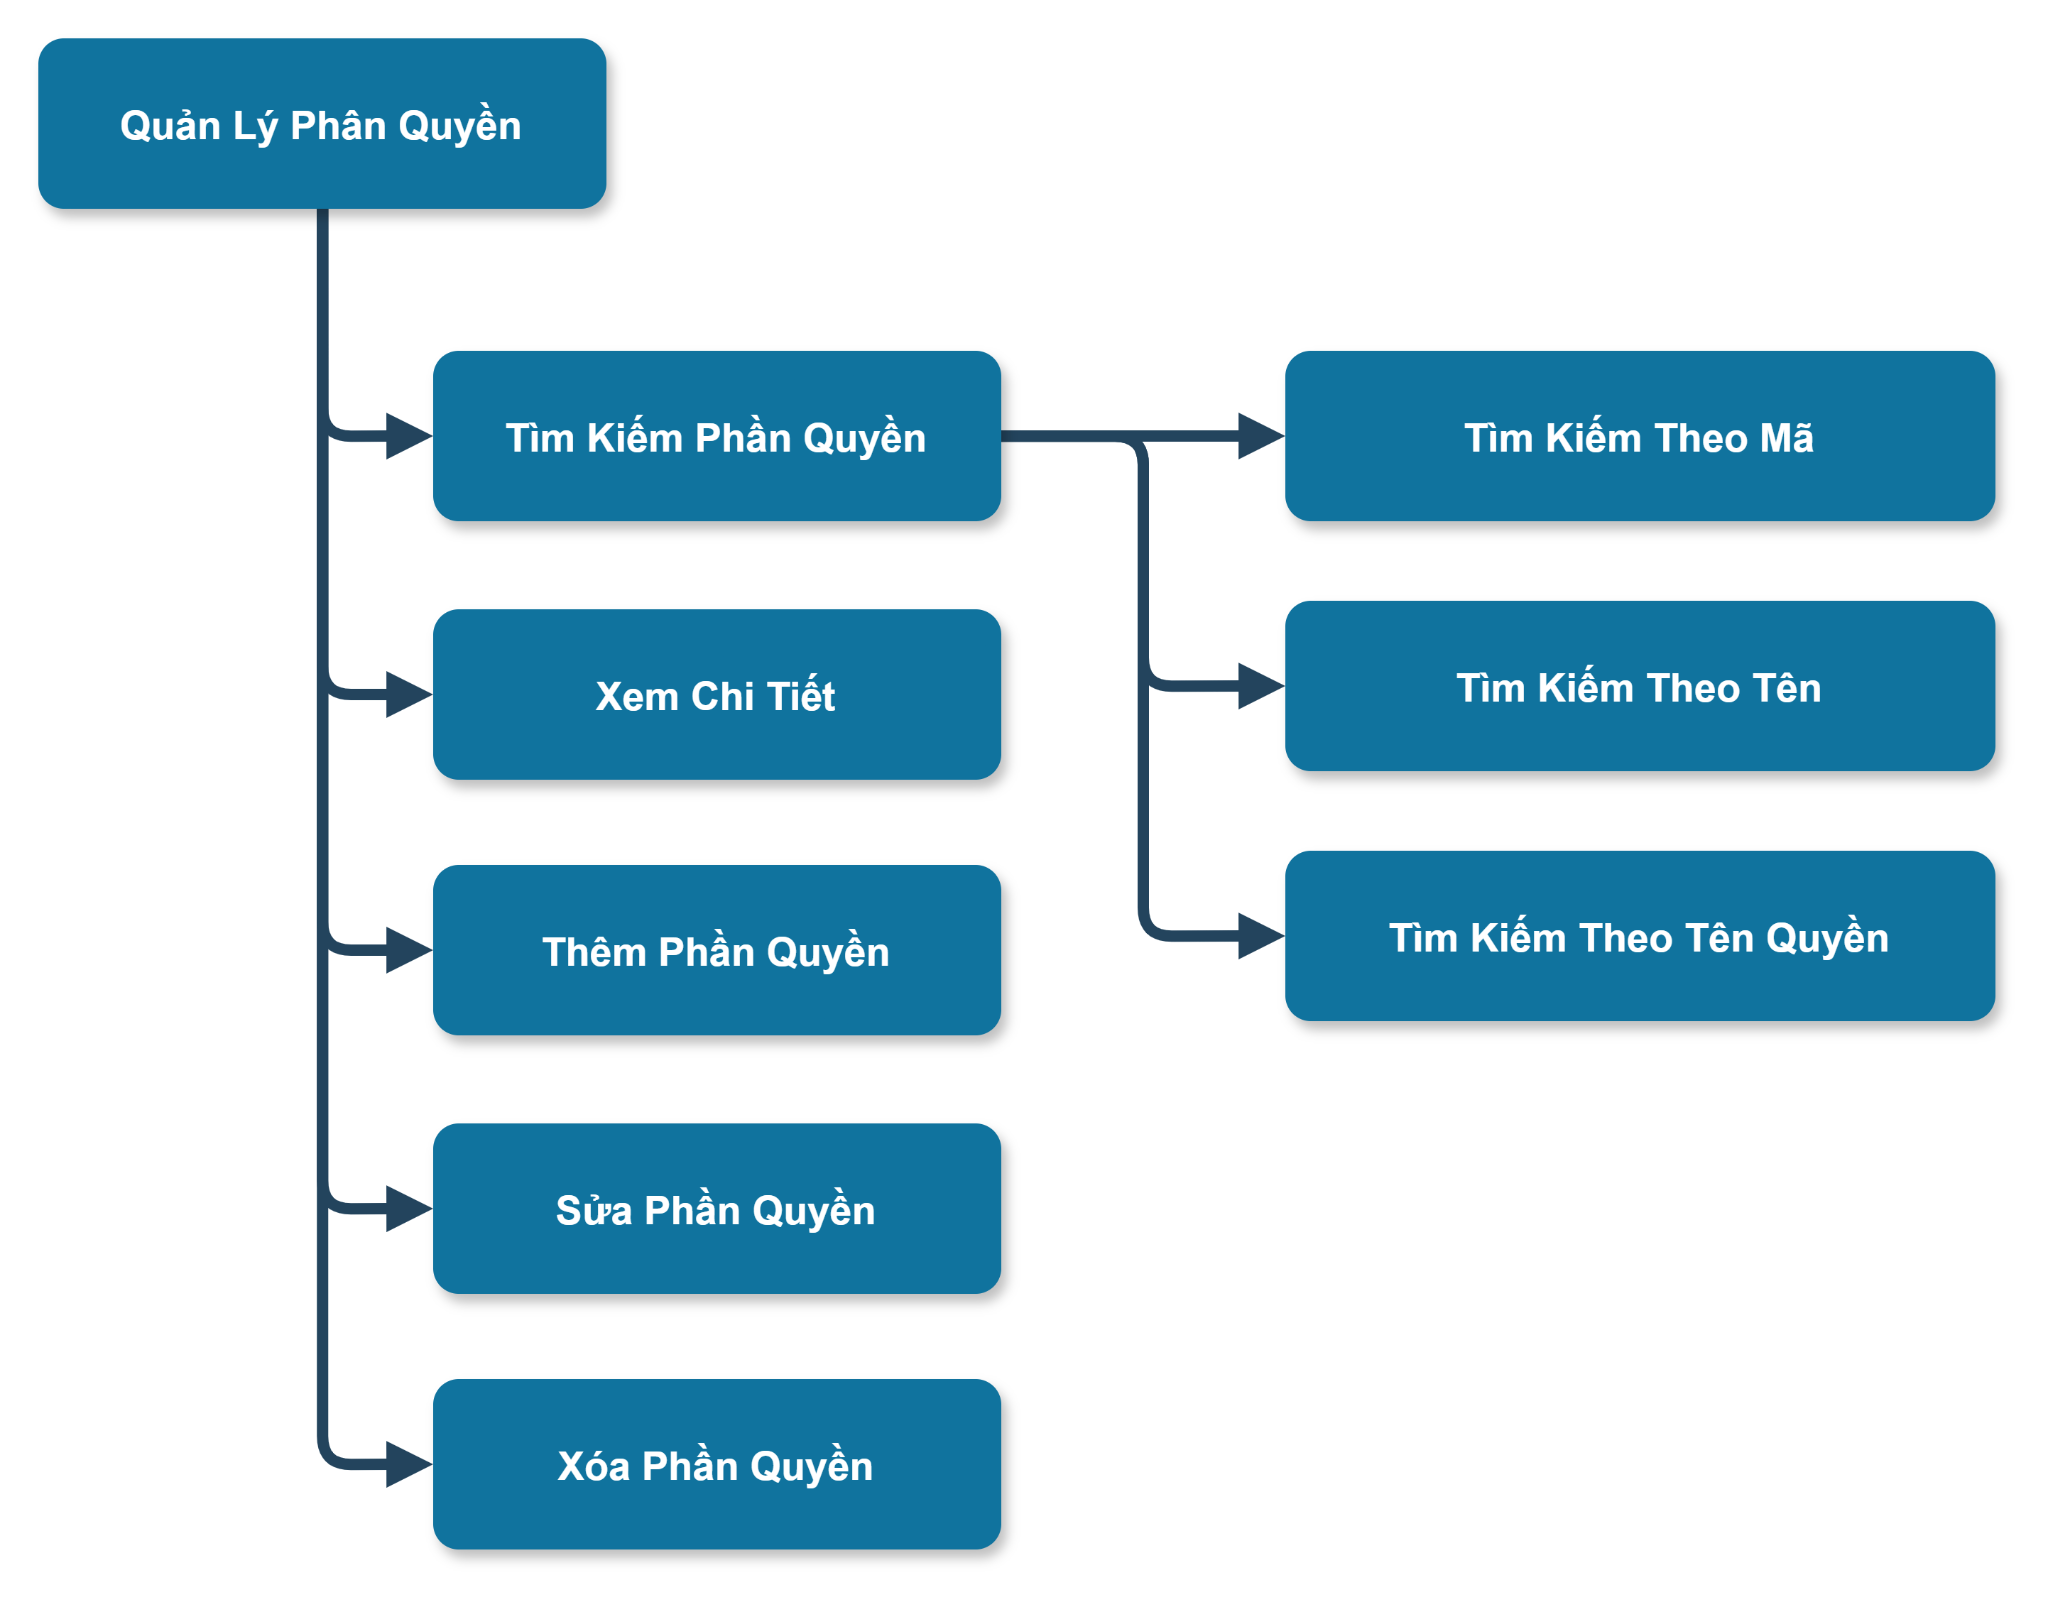 Quản Lý Phân Quyền
Tìm Kiếm Phần Quyền
Tìm Kiếm Theo Mã
Xem Chi Tiết
Tìm Kiếm Theo Tên
Thêm Phần Quyền
Tìm Kiếm Theo Tên Quyền
Sửa Phần Quyền
Xóa Phần Quyền